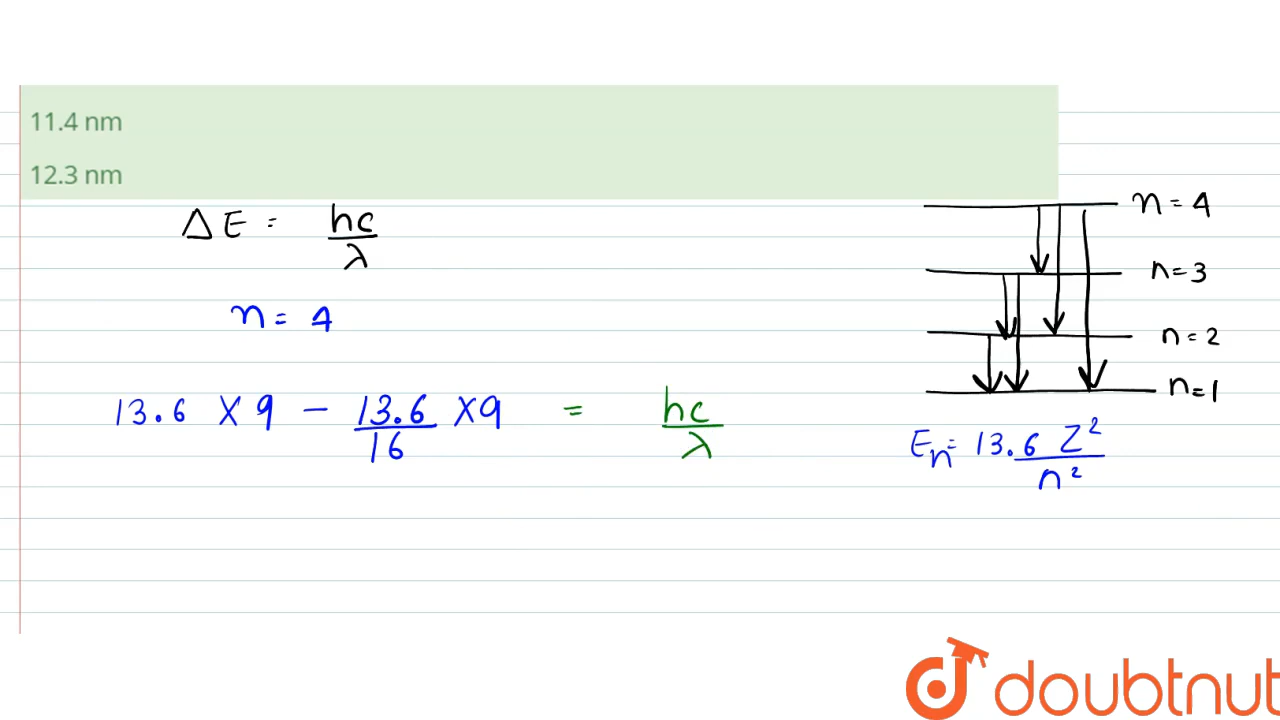 11.4 nm
12.3 nm
ΔE = hc/λ
n = 4
13.6 × 9 − 13.6/16 × 9 = hc/λ
n = 4
n = 3
n = 2
n = 1
Eₙ = 13.6 Z²/n²
doubtnut